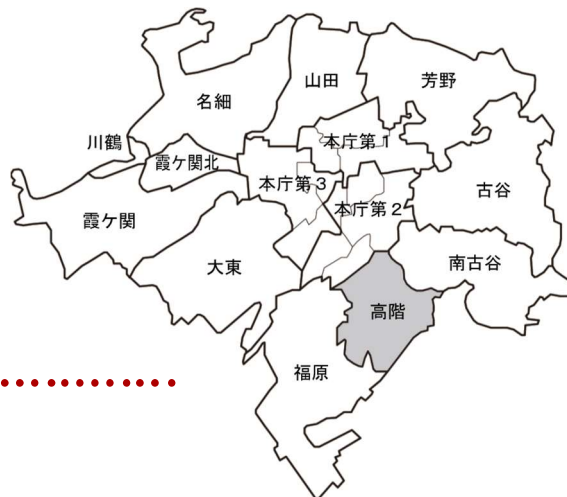 山田
芳野
名細
川鶴
本庁第1
霞ケ関北
本庁第3
古谷
本庁第2
霞ケ関
大東
南古谷
高階
福原